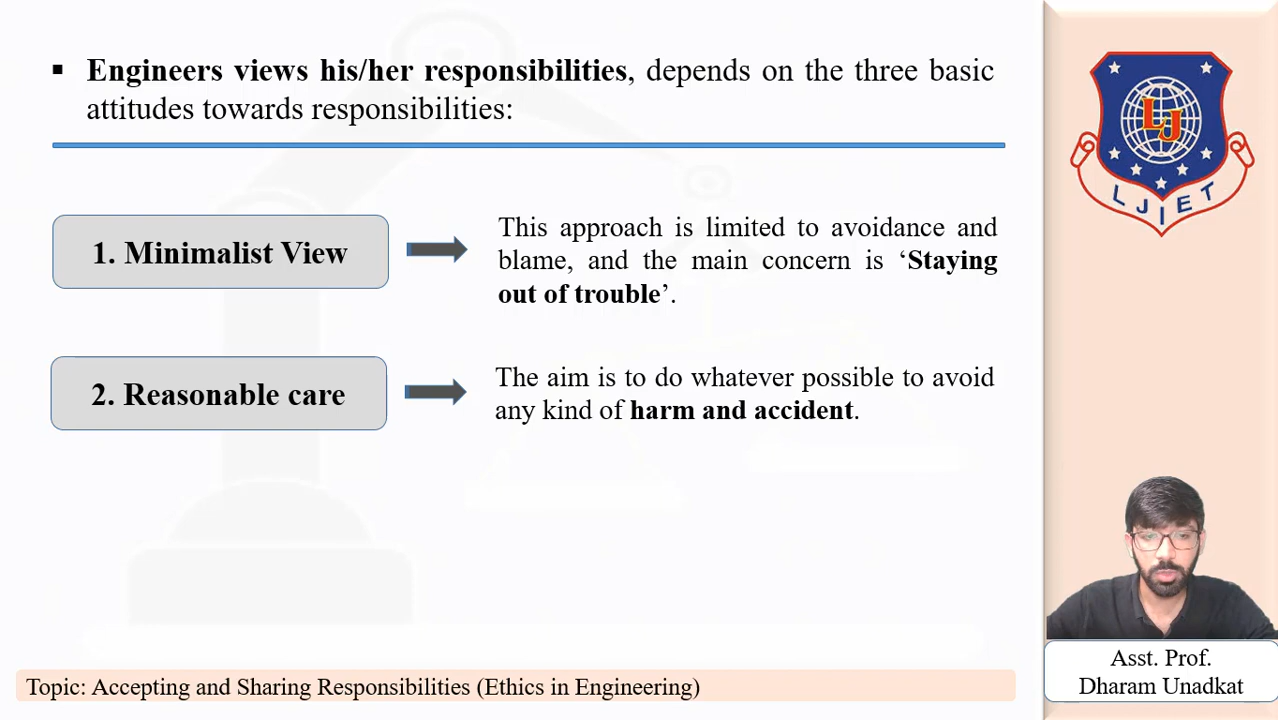 ▪ Engineers views his/her responsibilities, depends on the three basic
attitudes towards responsibilities:
1. Minimalist View
This approach is limited to avoidance and
blame, and the main concern is ‘Staying
out of trouble’.
2. Reasonable care
The aim is to do whatever possible to avoid
any kind of harm and accident.
LJ
LJIET
Asst. Prof.
Dharam Unadkat
Topic: Accepting and Sharing Responsibilities (Ethics in Engineering)